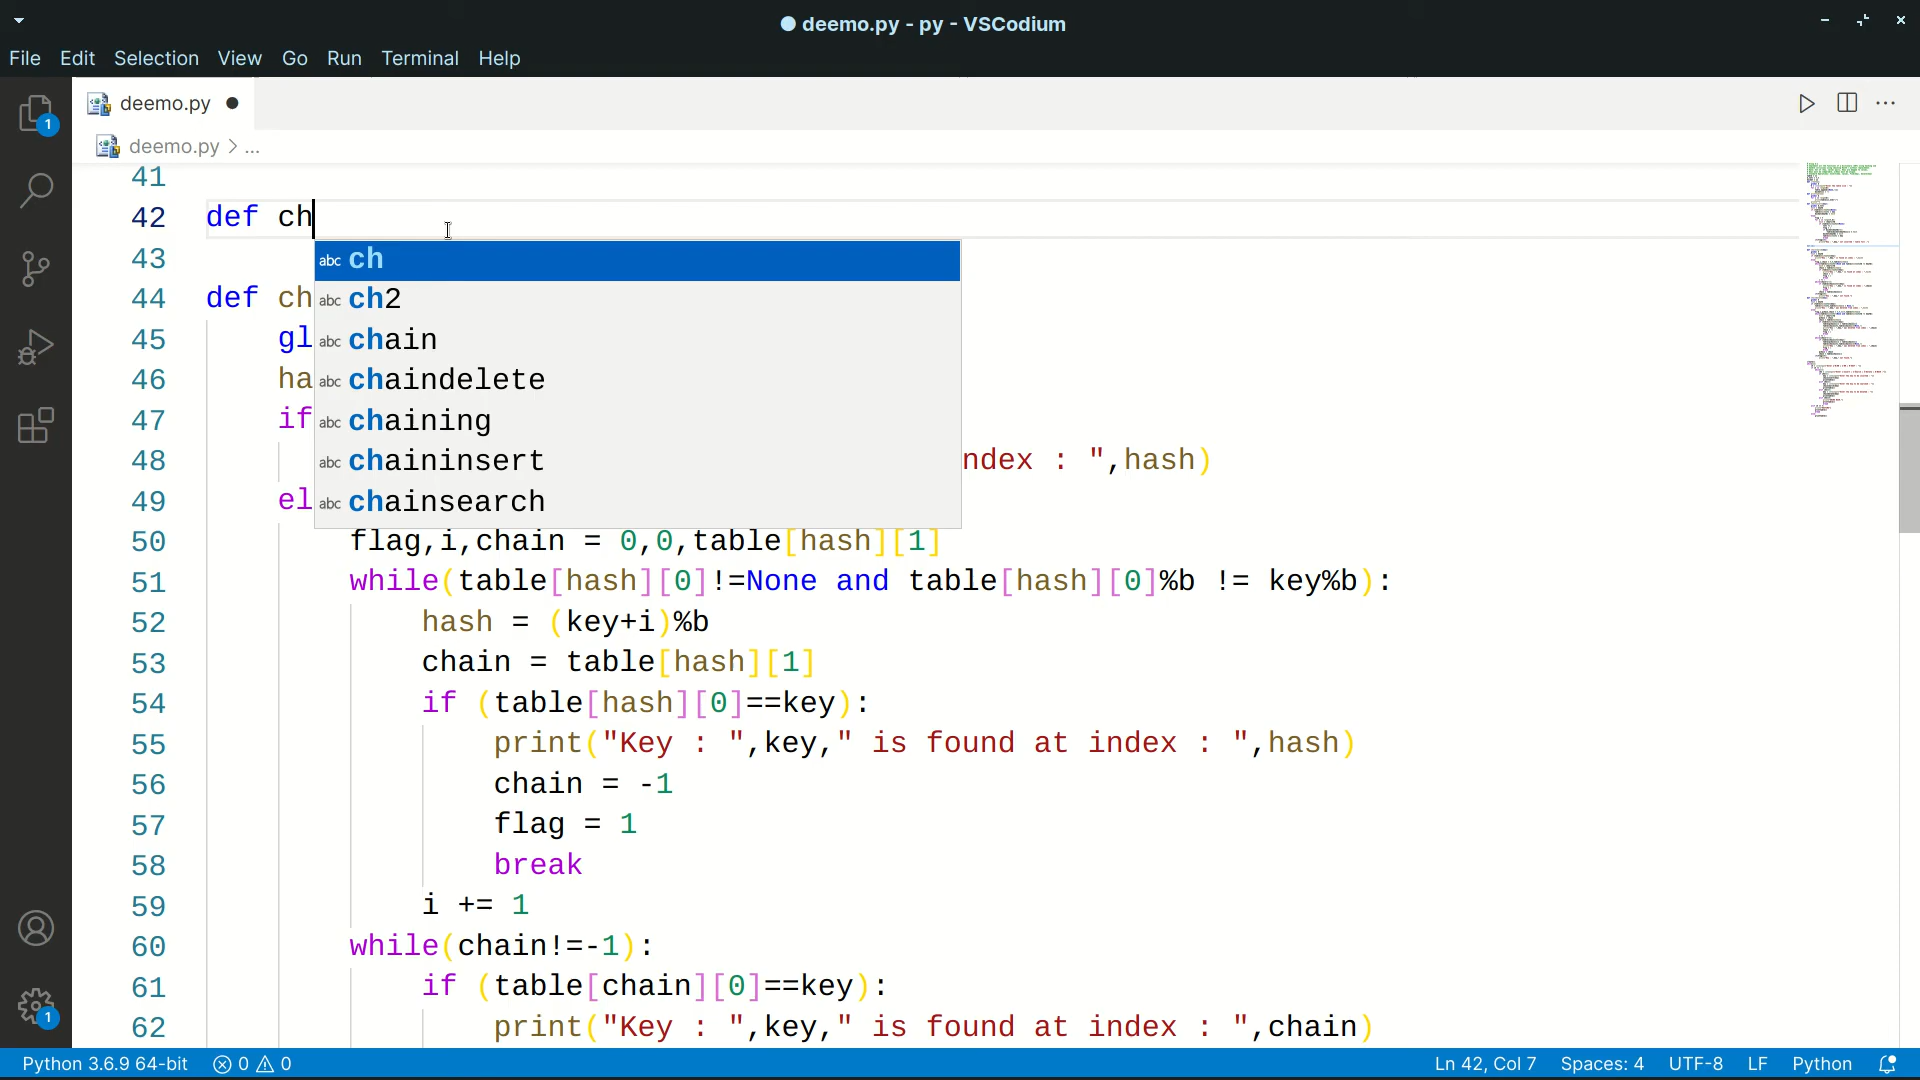 deemo.py - py - VSCodium
File Edit Selection View Go Run Terminal Help
deemo.py
deemo.py > ...
41
42 def ch
43 abc ch
44 def ch abc ch2
45 gl abc chain
46 ha abc chaindelete
47 if abc chaining
48 abc chaininsert ndex : ",hash)
49 el abc chainsearch
50 flag,i,chain = 0,0,table[hash][1]
51 while(table[hash][0]!=None and table[hash][0]%b != key%b):
52 hash = (key+i)%b
53 chain = table[hash][1]
54 if (table[hash][0]==key):
55 print("Key : ",key," is found at index : ",hash)
56 chain = -1
57 flag = 1
58 break
59 i += 1
60 while(chain!=-1):
61 if (table[chain][0]==key):
62 print("Key : ",key," is found at index : ",chain)
1
1
Python 3.6.9 64-bit 0 0 Ln 42, Col 7 Spaces: 4 UTF-8 LF Python